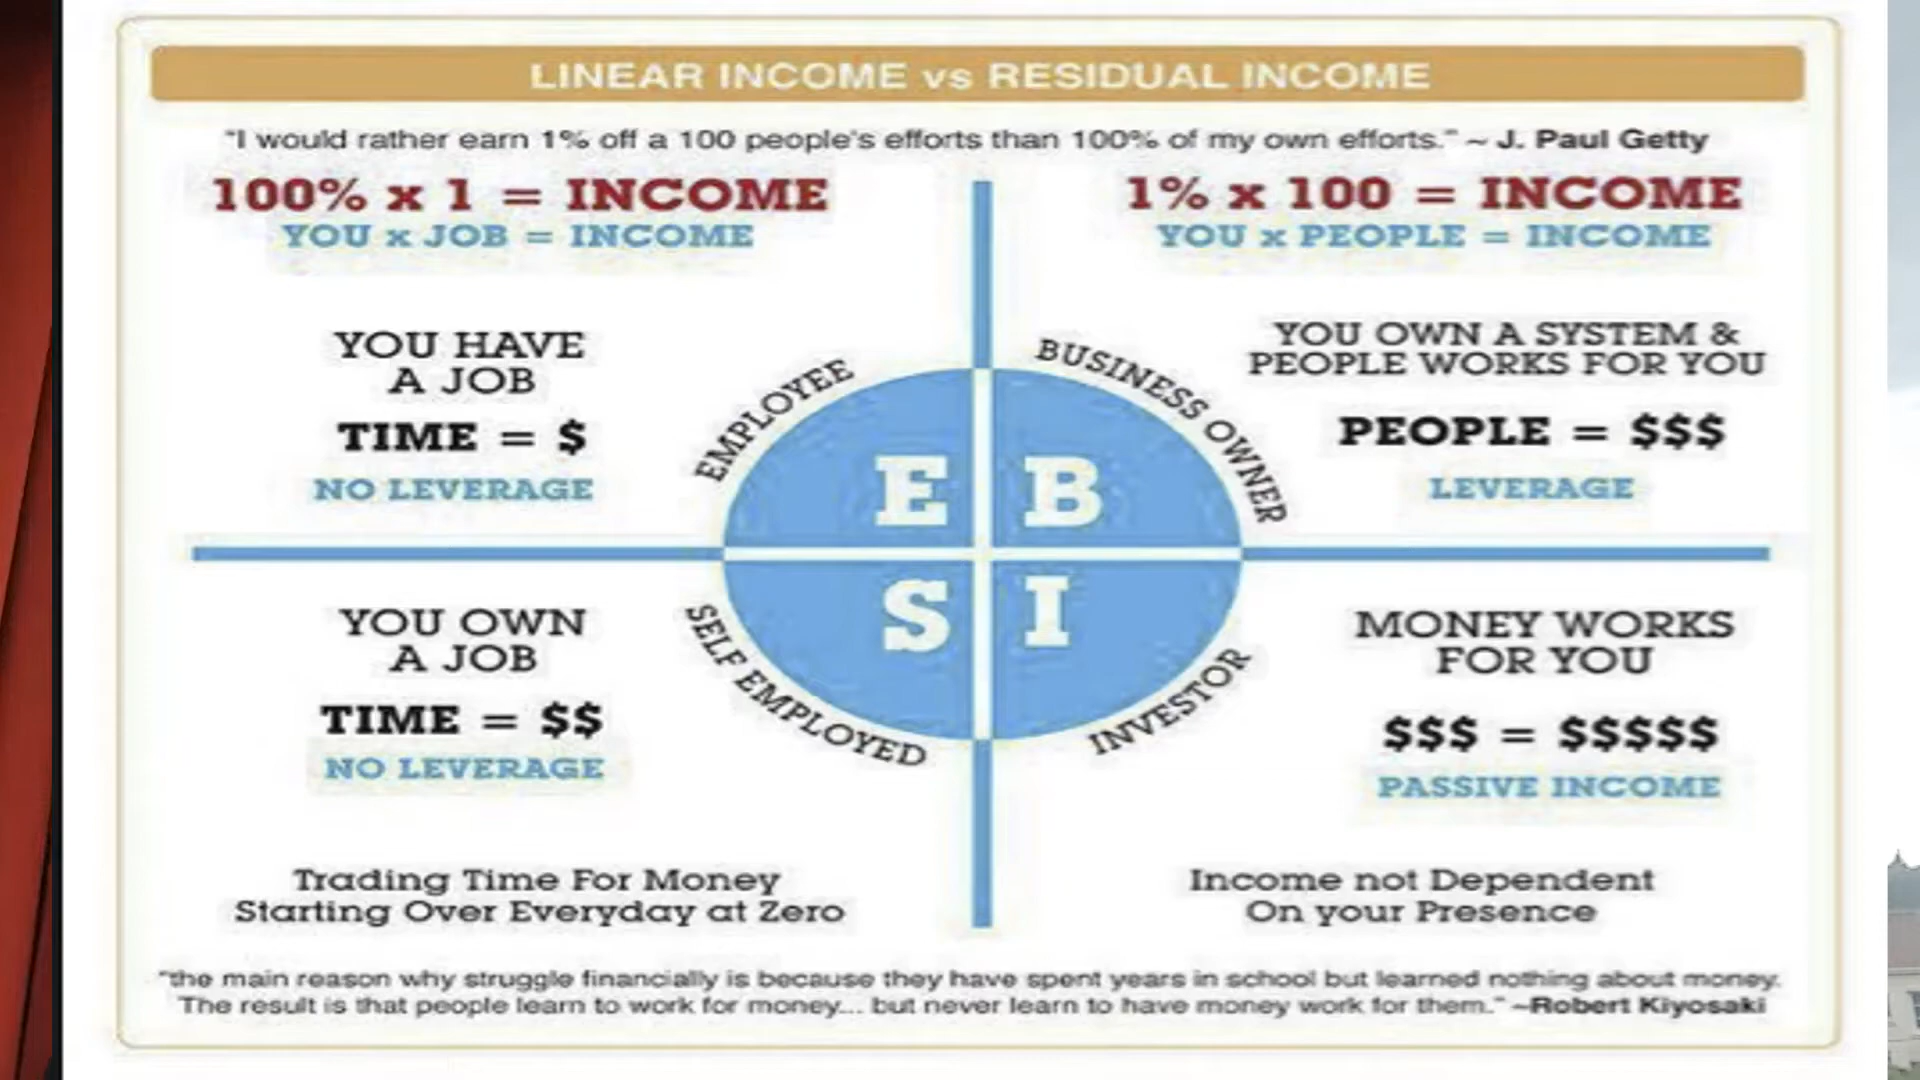 LINEAR INCOME vs RESIDUAL INCOME
"I would rather earn 1% off a 100 people's efforts than 100% of my own efforts." ~ J. Paul Getty
100% x 1 = INCOME
YOU x JOB = INCOME
1% x 100 = INCOME
YOU x PEOPLE = INCOME
YOU HAVE
A JOB
TIME = $
NO LEVERAGE
EMPLOYEE
BUSINESS OWNER
YOU OWN A SYSTEM &
PEOPLE WORKS FOR YOU
PEOPLE = $$$
LEVERAGE
E B
S I
YOU OWN
A JOB
TIME = $$
NO LEVERAGE
SELF EMPLOYED
INVESTOR
MONEY WORKS
FOR YOU
$$$ = $$$$$
PASSIVE INCOME
Trading Time For Money
Starting Over Everyday at Zero
Income not Dependent
On your Presence
"the main reason why struggle financially is because they have spent years in school but learned nothing about money.
The result is that people learn to work for money... but never learn to have money work for them." ~Robert Kiyosaki